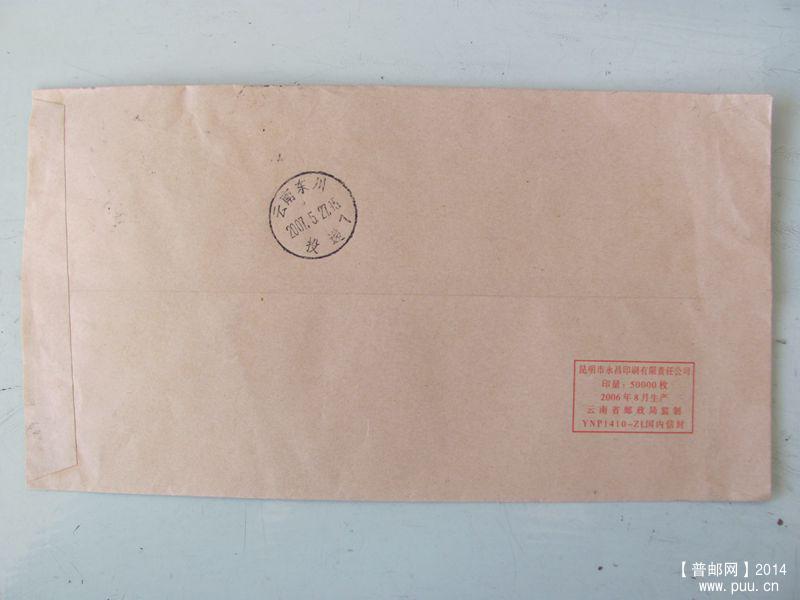 云南东川
2007.5.27.15
投递7
昆明市永昌印刷有限责任公司
印量：50000枚
2006年8月生产
云南省邮政局监制
YNP1410-ZL国内信封
【普邮网】2014
www.puu.cn